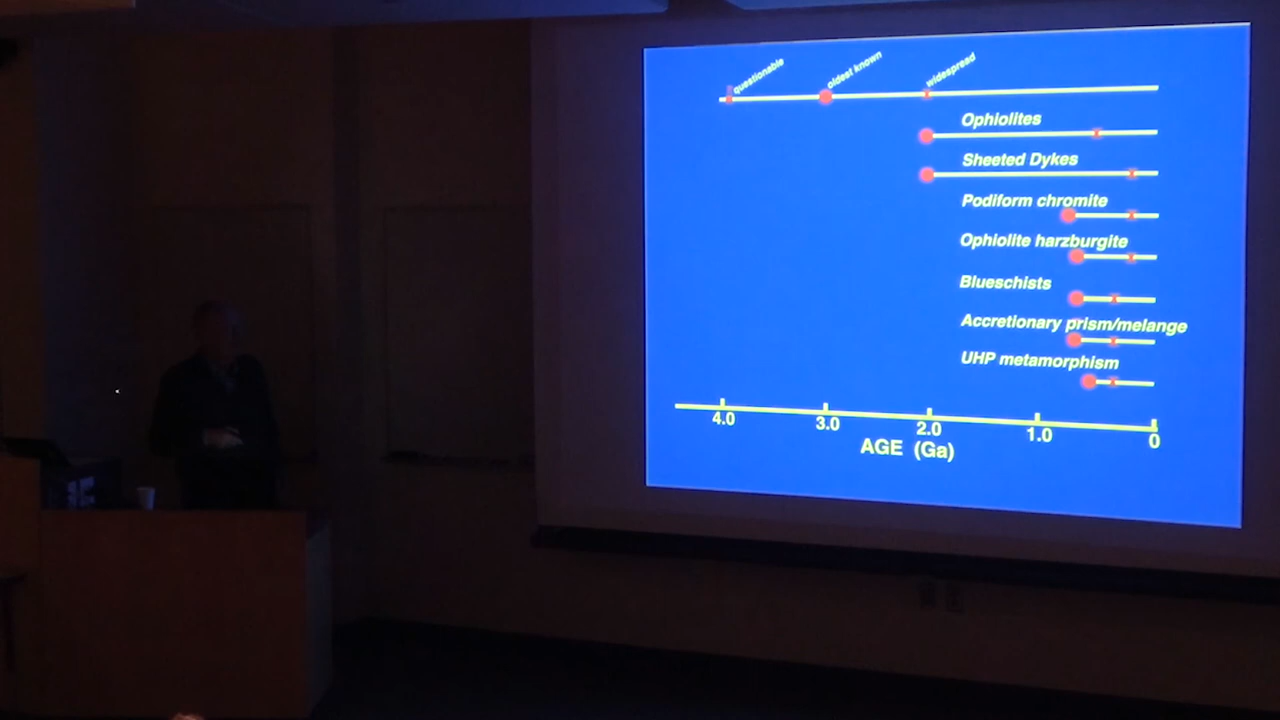 questionable
oldest known
widespread
Ophiolites
Sheeted Dykes
Podiform chromite
Ophiolite harzburgite
Blueschists
Accretionary prism/melange
UHP metamorphism
4.0 3.0 2.0 1.0 0
AGE (Ga)